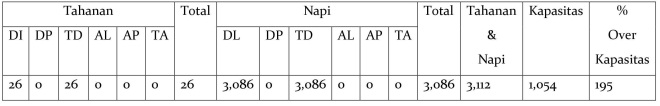 Tahanan Total Napi Total Tahanan & Napi Kapasitas % Over Kapasitas
DI DP TD AL AP TA DL DP TD AL AP TA
26 0 26 0 0 0 26 3,086 0 3,086 0 0 0 3,086 3,112 1,054 195